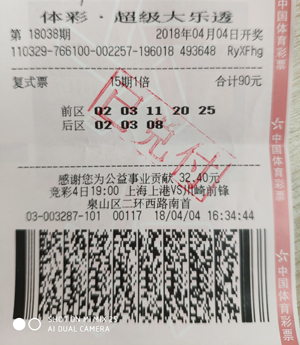 体彩·超级大乐透
第 18038期 2018年04月04日开奖
110329-766100-002257-196018 493648 RyXFhg
复式票 15期1倍 合计90元
前区 02 03 11 20 25
后区 02 03 08
已兑付
感谢您为公益事业贡献 32.40元
竞彩4日19:00 上海上港VS川崎前锋
泉山区二环西路南首
03-003287-101 00117 18/04/04 16:34:44
中国体育彩票
中国体育彩票
SHOT ON MI MIX 2S
AI DUAL CAMERA